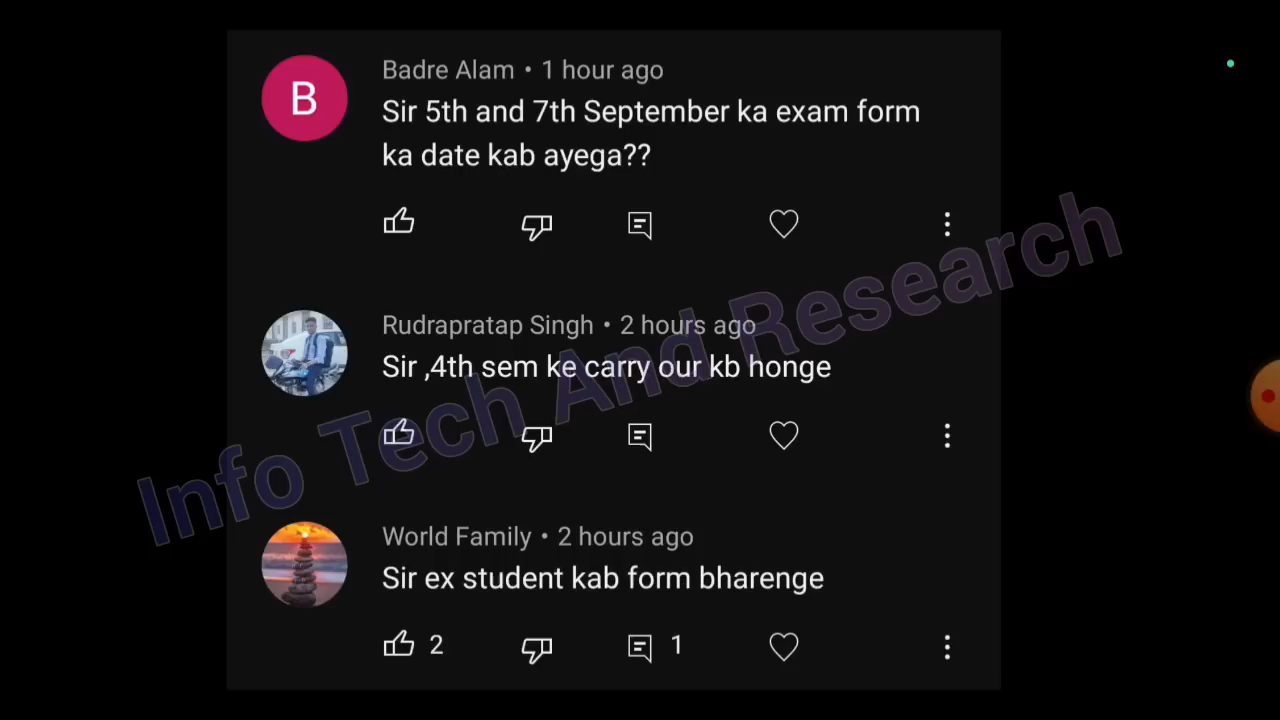 B
Badre Alam • 1 hour ago
Sir 5th and 7th September ka exam form
ka date kab ayega??
Rudrapratap Singh • 2 hours ago
Sir ,4th sem ke carry our kb honge
Info Tech And Research
World Family • 2 hours ago
Sir ex student kab form bharenge
2 1